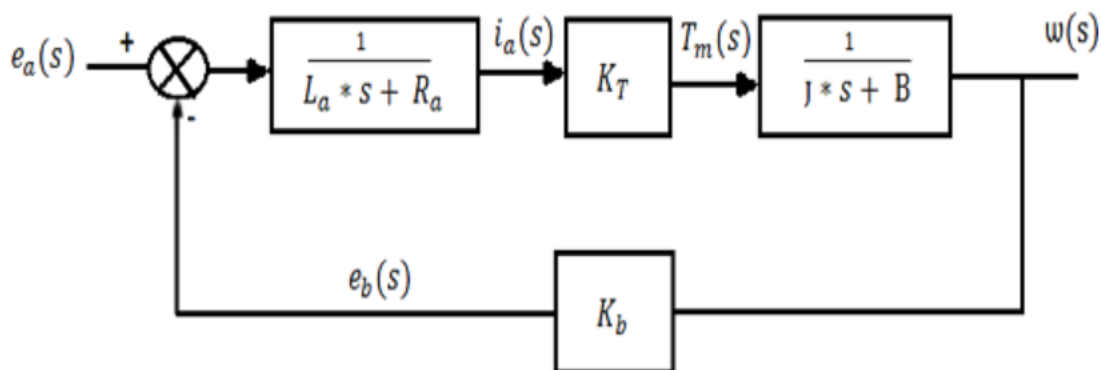 e_a(s)
+
-
1
L_a * s + R_a
i_a(s)
K_T
T_m(s)
1
J * s + B
w(s)
e_b(s)
K_b